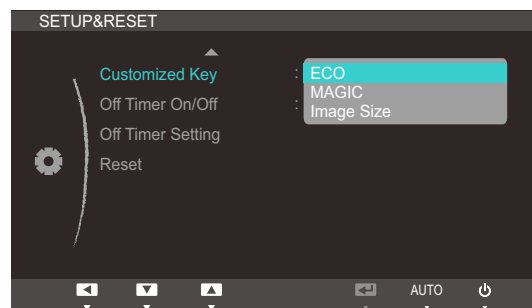 SETUP&RESET
Customized Key : ECO
MAGIC
Off Timer On/Off :
Image Size
Off Timer Setting
Reset
AUTO